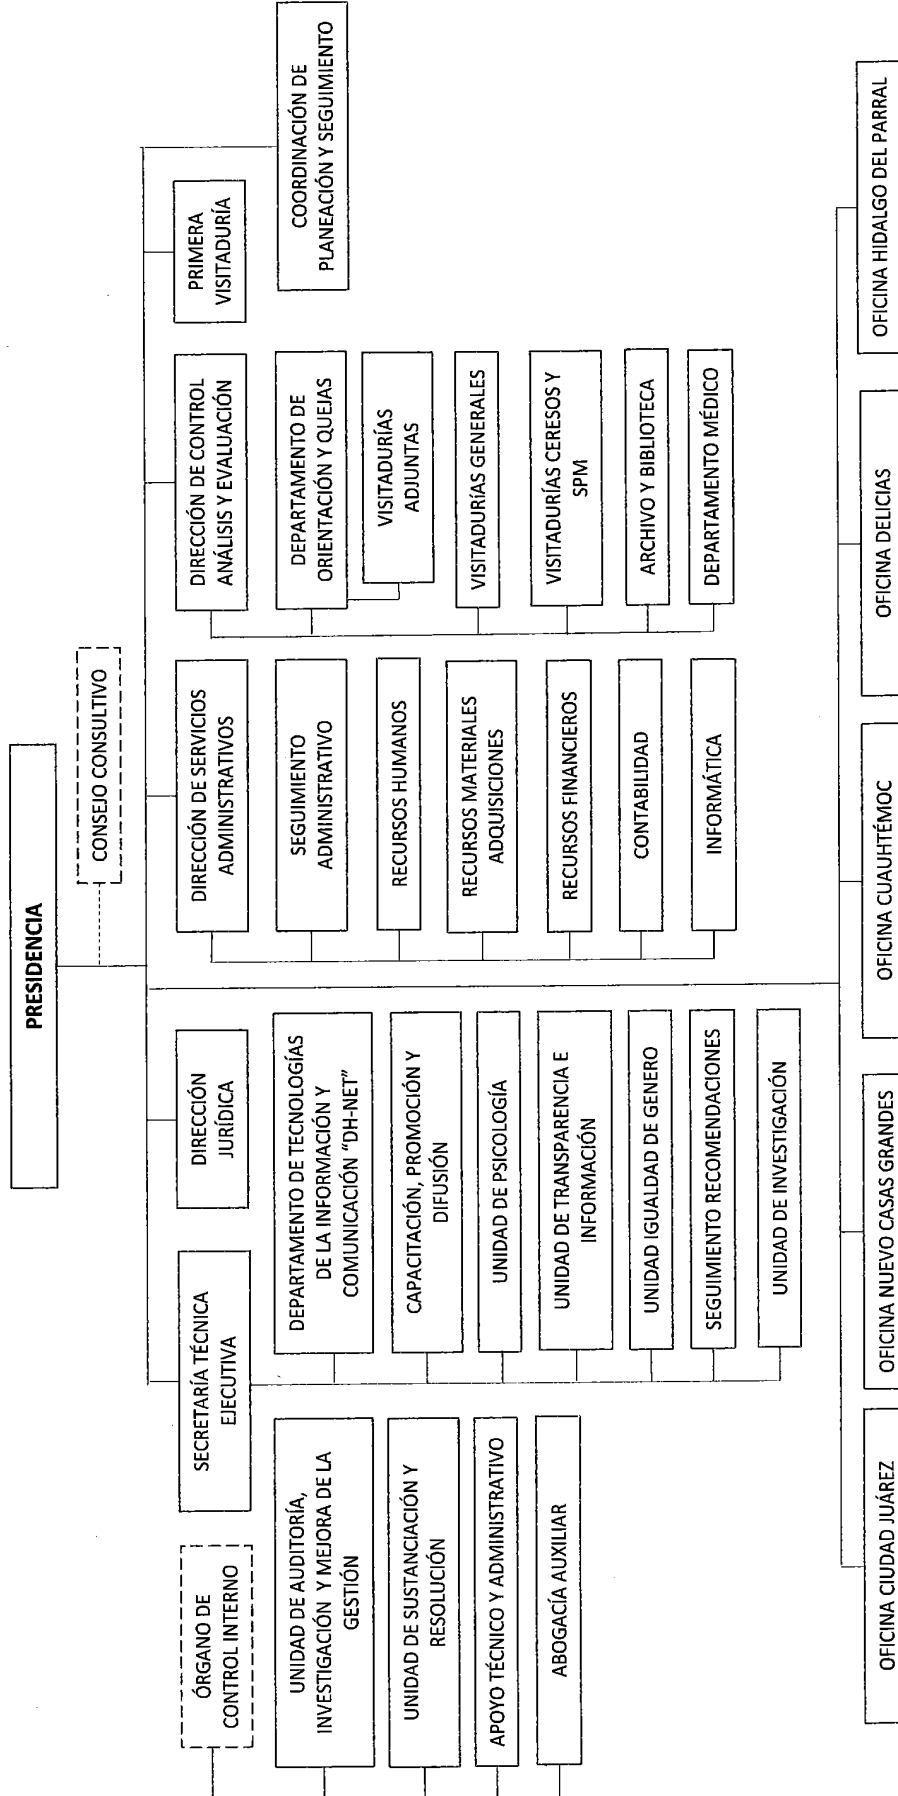 PRESIDENCIA
CONSEJO CONSULTIVO
ÓRGANO DE
CONTROL INTERNO
UNIDAD DE AUDITORÍA,
INVESTIGACIÓN Y MEJORA DE LA
GESTIÓN
UNIDAD DE SUSTANCIACIÓN Y
RESOLUCIÓN
APOYO TÉCNICO Y ADMINISTRATIVO
ABOGACÍA AUXILIAR
SECRETARÍA TÉCNICA
EJECUTIVA
DEPARTAMENTO DE TECNOLOGÍAS
DE LA INFORMACIÓN Y
COMUNICACIÓN "DH-NET"
CAPACITACIÓN, PROMOCIÓN Y
DIFUSIÓN
UNIDAD DE PSICOLOGÍA
UNIDAD DE TRANSPARENCIA E
INFORMACIÓN
UNIDAD IGUALDAD DE GENERO
SEGUIMIENTO RECOMENDACIONES
UNIDAD DE INVESTIGACIÓN
DIRECCIÓN
JURÍDICA
DIRECCIÓN DE SERVICIOS
ADMINISTRATIVOS
SEGUIMIENTO
ADMINISTRATIVO
RECURSOS HUMANOS
RECURSOS MATERIALES
ADQUISICIONES
RECURSOS FINANCIEROS
CONTABILIDAD
INFORMÁTICA
DIRECCIÓN DE CONTROL
ANÁLISIS Y EVALUACIÓN
DEPARTAMENTO DE
ORIENTACIÓN Y QUEJAS
VISITADURÍAS
ADJUNTAS
VISITADURÍAS GENERALES
VISITADURÍAS CERESOS Y
SPM
ARCHIVO Y BIBLIOTECA
DEPARTAMENTO MÉDICO
PRIMERA
VISITADURÍA
COORDINACIÓN DE
PLANEACIÓN Y SEGUIMIENTO
OFICINA CIUDAD JUÁREZ
OFICINA NUEVO CASAS GRANDES
OFICINA CUAUHTÉMOC
OFICINA DELICIAS
OFICINA HIDALGO DEL PARRAL